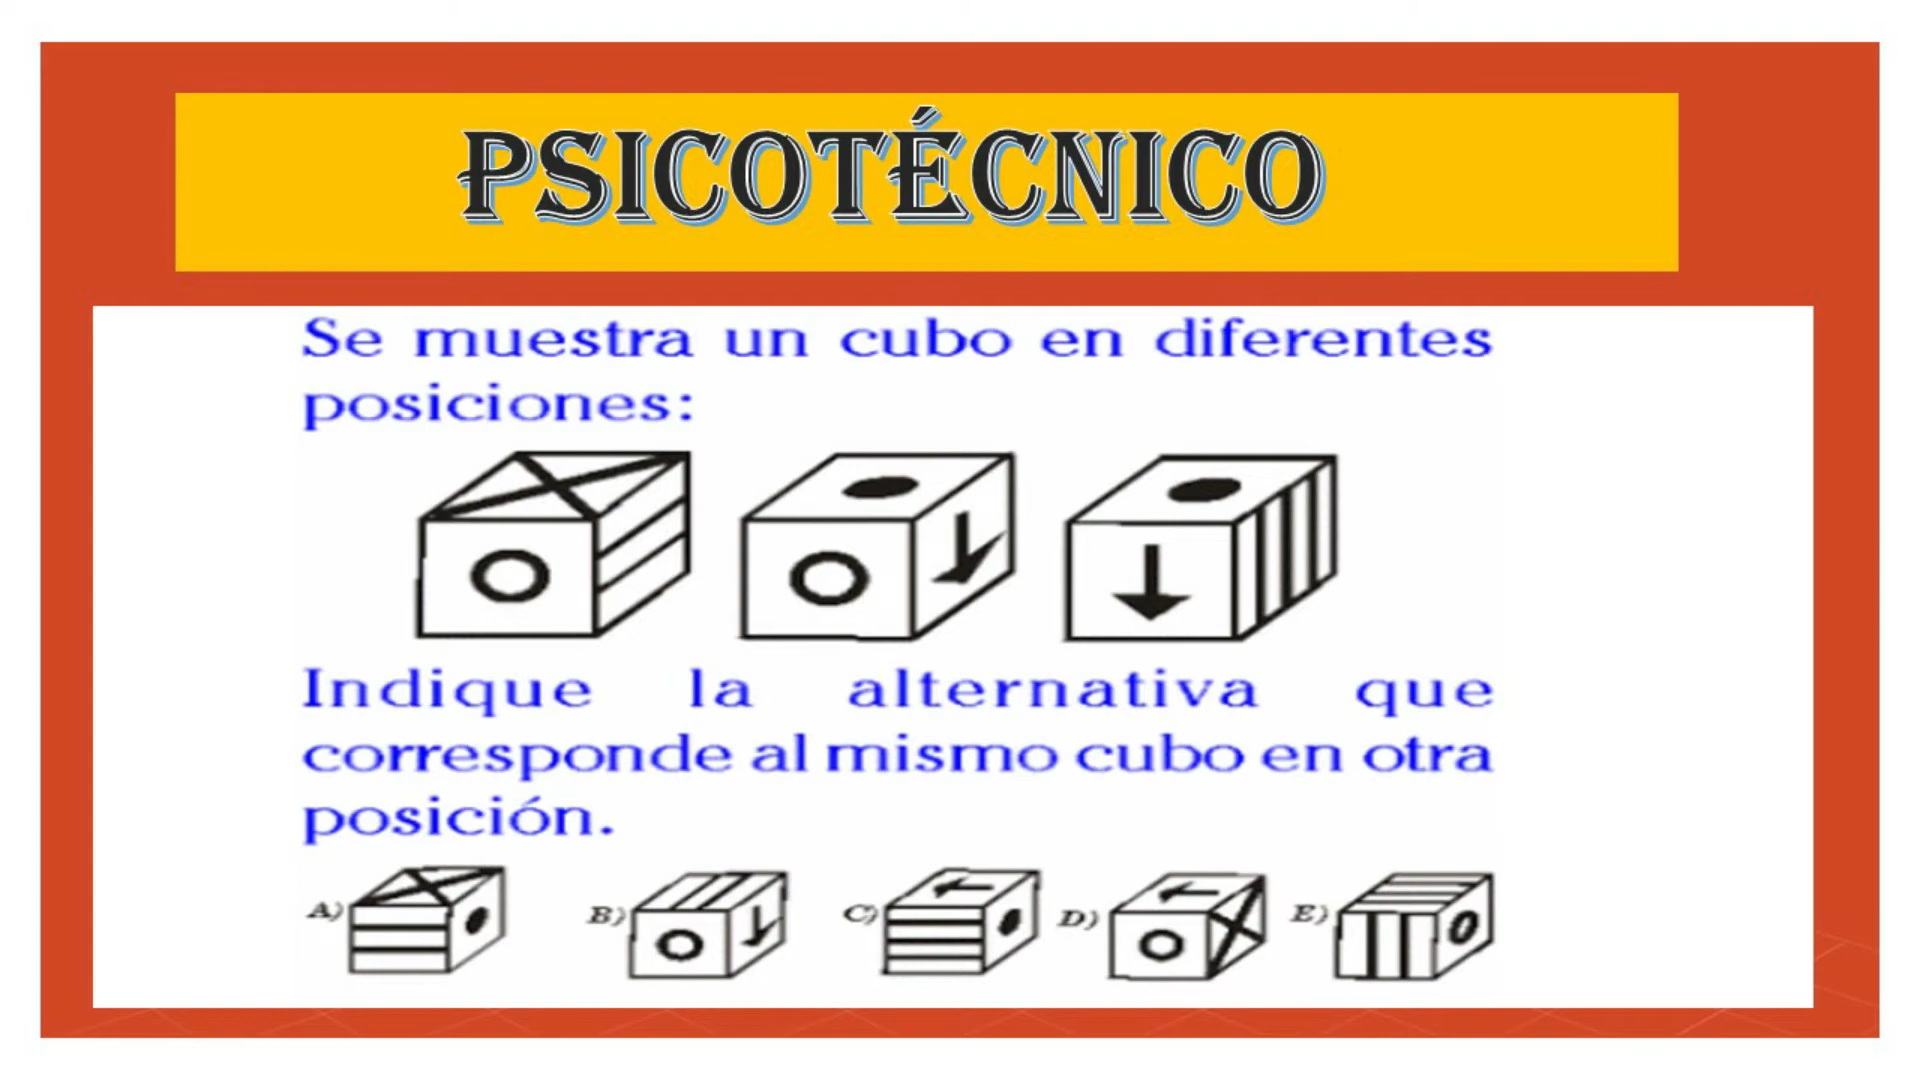 PSICOTÉCNICO
Se muestra un cubo en diferentes
posiciones:
Indique la alternativa que
corresponde al mismo cubo en otra
posición.
A) B) C) D) E)